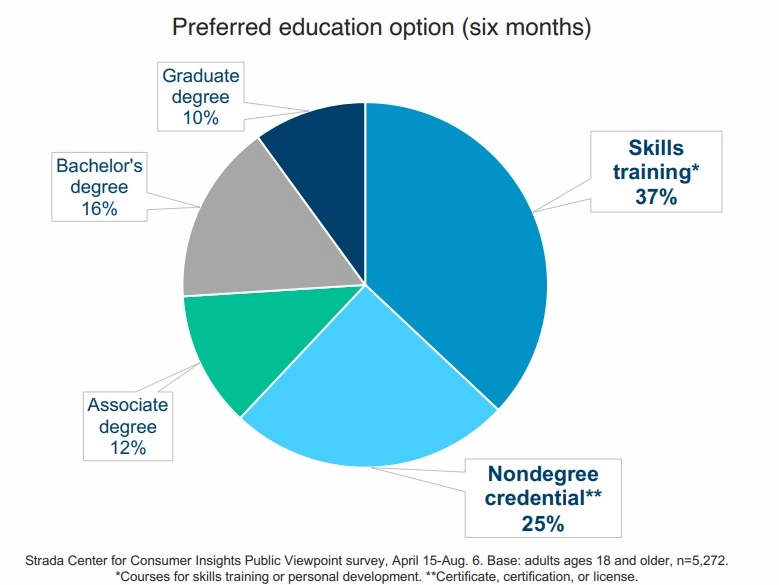 Preferred education option (six months)
Graduate
degree
10%
Skills
training*
37%
Bachelor's
degree
16%
Associate
degree
12%
Nondegree
credential**
25%
Strada Center for Consumer Insights Public Viewpoint survey, April 15-Aug. 6. Base: adults ages 18 and older, n=5,272.
*Courses for skills training or personal development. **Certificate, certification, or license.